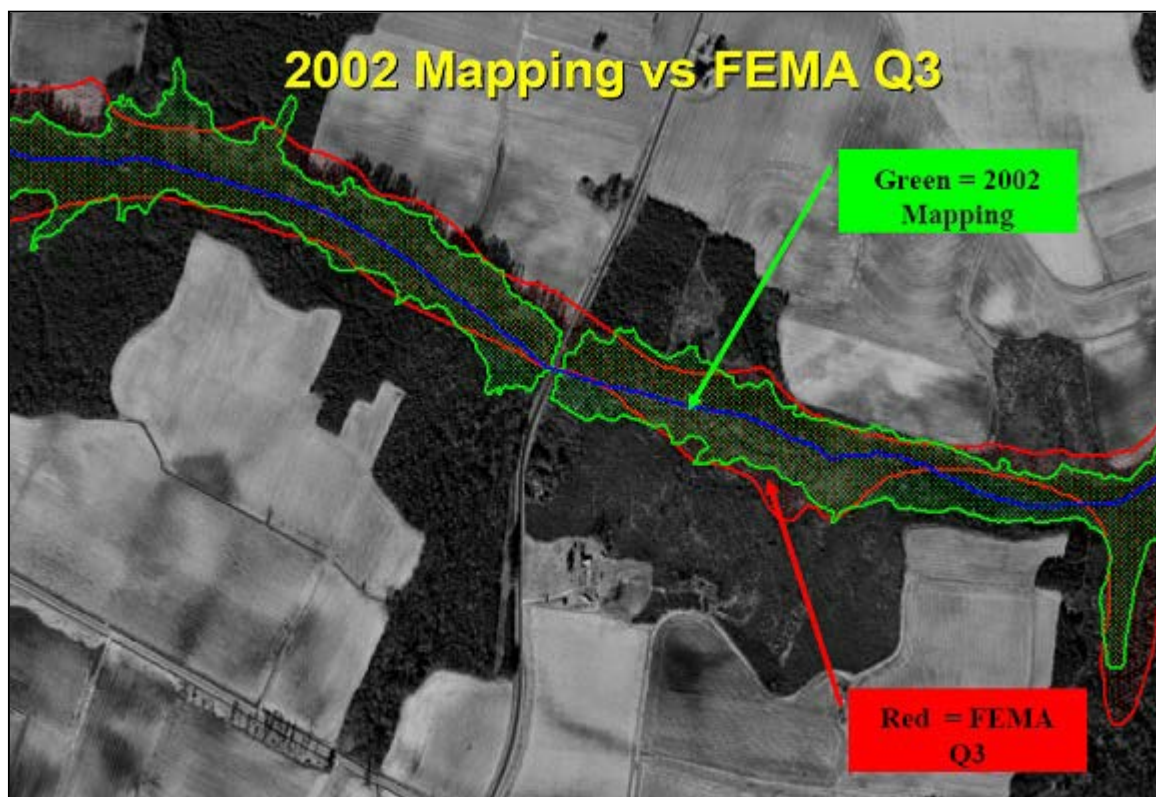 2002 Mapping vs FEMA Q3
Green = 2002
Mapping
Red = FEMA
Q3